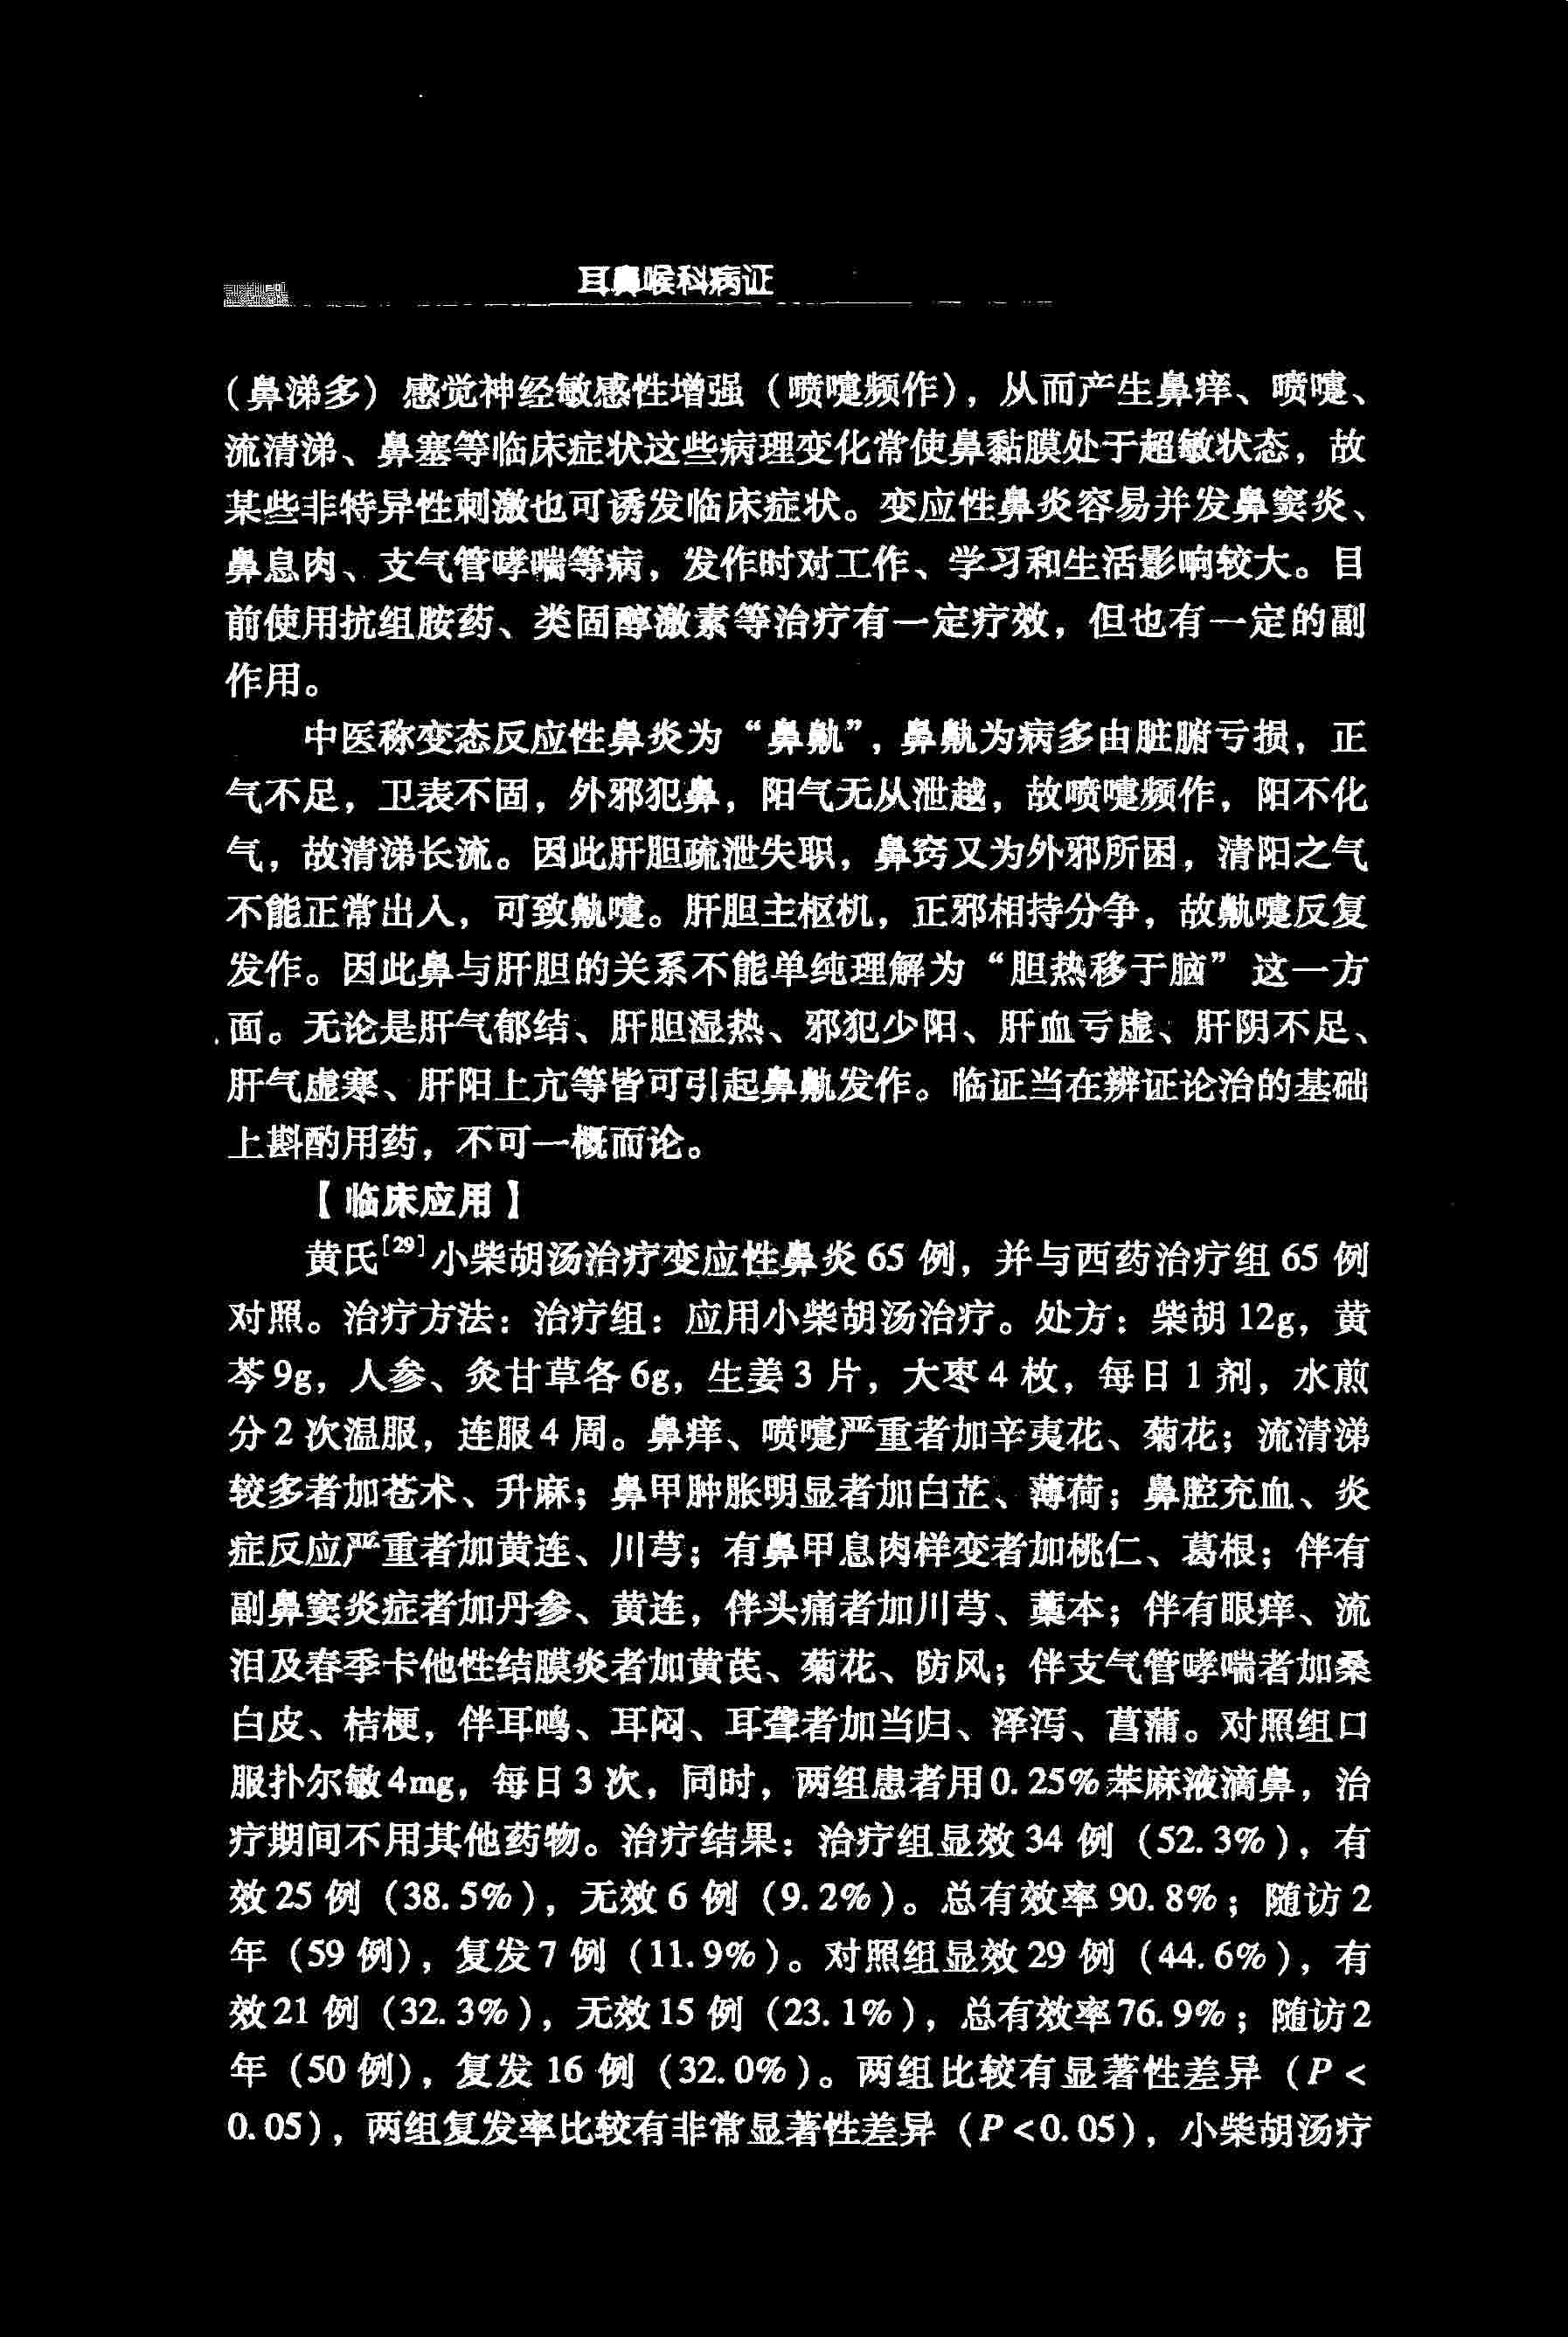 耳鼻喉科病证
(鼻涕多）感觉神经敏感性增强（喷嚏频作），从而产生鼻痒、喷嚏、
流清涕、鼻塞等临床症状这些病理变化常使鼻黏膜处于超敏状态，故
某些非特异性刺激也可诱发临床症状。变应性鼻炎容易并发鼻窦炎、
鼻息肉、支气管哮喘等病，发作时对工作、学习和生活影响较大。目
前使用抗组胺药、类固醇激素等治疗有一定疗效，但也有一定的副
作用。
中医称变态反应性鼻炎为“鼻鼽”，鼻鼽为病多由脏腑亏损，正
气不足，卫表不固，外邪犯鼻，阳气无从泄越，故喷嚏频作，阳不化
气，故清涕长流。因此肝胆疏泄失职，鼻窍又为外邪所困，清阳之气
不能正常出入，可致鼽嚏。肝胆主枢机，正邪相持分争，故鼽嚏反复
发作。因此鼻与肝胆的关系不能单纯理解为“胆热移于脑”这一方
面。无论是肝气郁结、肝胆湿热、邪犯少阳、肝血亏虚、肝阴不足、
肝气虚寒、肝阳上亢等皆可引起鼻鼽发作。临证当在辨证论治的基础
上斟酌用药，不可一概而论。
【临床应用】
黄氏[29]小柴胡汤治疗变应性鼻炎65例，并与西药治疗组65例
对照。治疗方法：治疗组：应用小柴胡汤治疗。处方：柴胡12g，黄
芩9g，人参、灸甘草各6g，生姜3片，大枣4枚，每日1剂，水煎
分2次温服，连服4周。鼻痒、喷嚏严重者加辛夷花、菊花；流清涕
较多者加苍术、升麻；鼻甲肿胀明显者加白芷、薄荷；鼻腔充血、炎
症反应严重者加黄连、川芎；有鼻甲息肉样变者加桃仁、葛根；伴有
副鼻窦炎症者加丹参、黄连，伴头痛者加川芎、藁本；伴有眼痒、流
泪及春季卡他性结膜炎者加黄芪、菊花、防风；伴支气管哮喘者加桑
白皮、桔梗，伴耳鸣、耳闷、耳聋者加当归、泽泻、菖蒲。对照组口
服扑尔敏4mg，每日3次，同时，两组患者用0.25%苯麻液滴鼻，治
疗期间不用其他药物。治疗结果：治疗组显效34例（52.3%），有
效25例（38.5%），无效6例（9.2%）。总有效率90.8%；随访2
年（59例），复发7例（11.9%）。对照组显效29例（44.6%），有
效21例（32.3%），无效15例（23.1%），总有效率76.9%；随访2
年（50例），复发16例（32.0%）。两组比较有显著性差异（P<
0.05），两组复发率比较有非常显著性差异（P<0.05），小柴胡汤疗